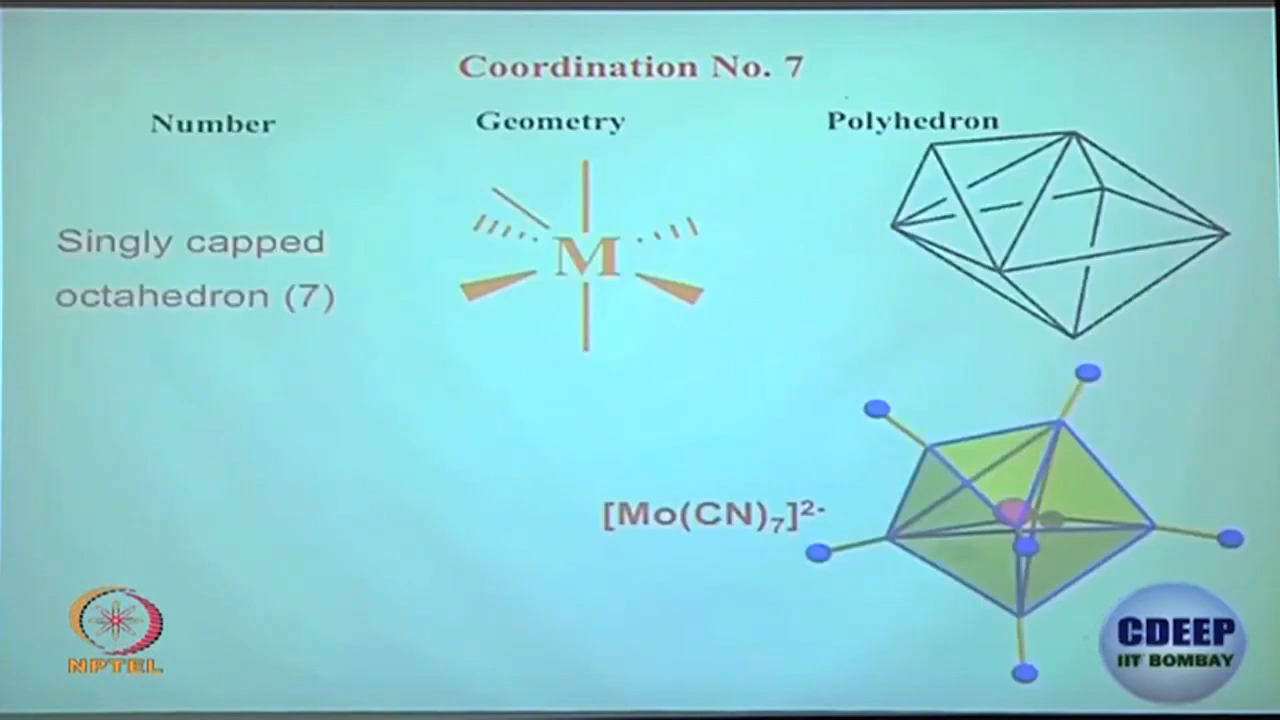 Coordination No. 7
Number Geometry Polyhedron
Singly capped
octahedron (7)
M
[Mo(CN)₇]²⁻
NPTEL
CDEEP
IIT BOMBAY